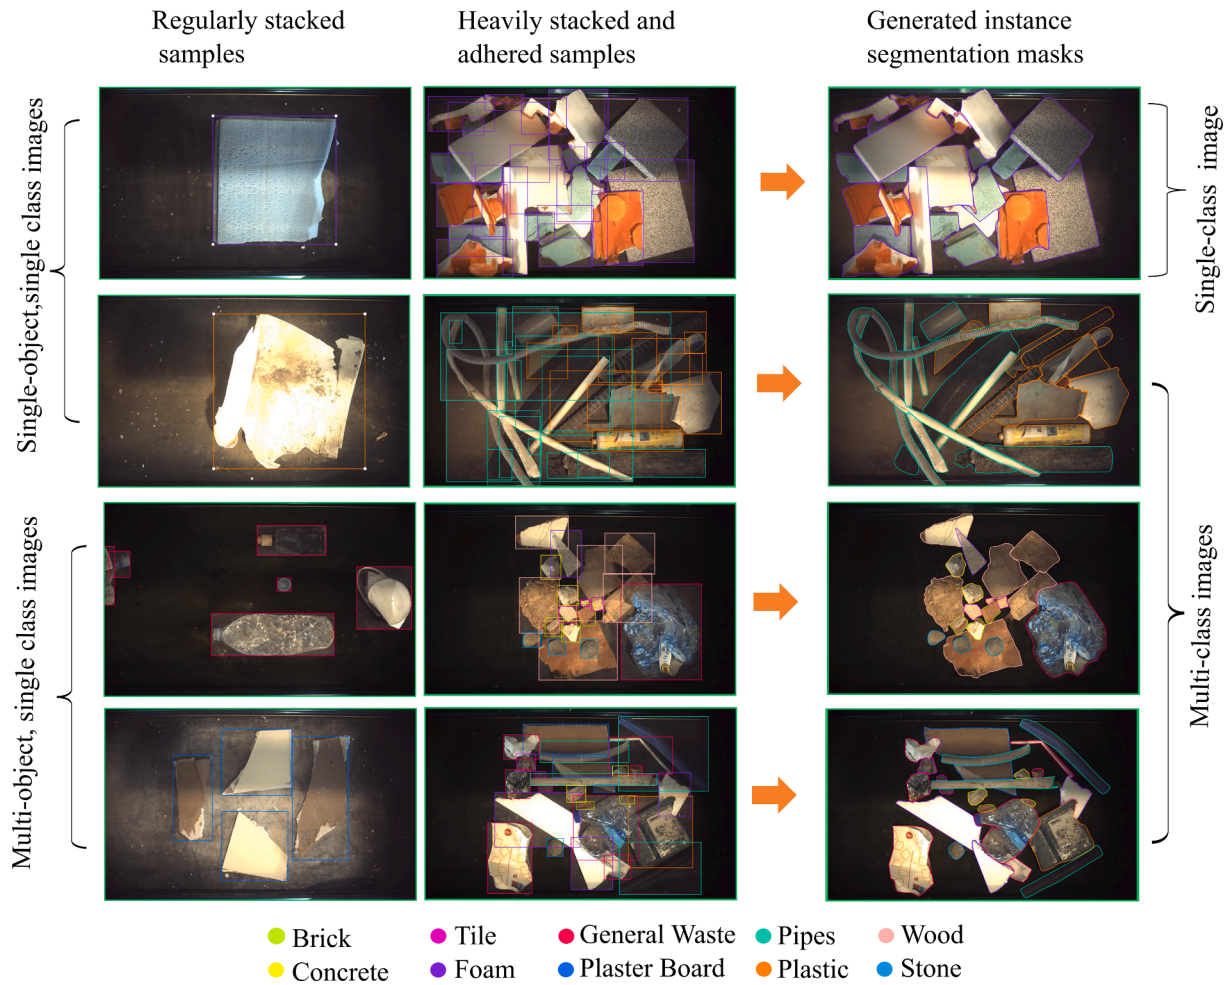 Regularly stacked
samples
Heavily stacked and
adhered samples
Generated instance
segmentation masks
Single-object,single class images
Single-class image
Multi-object, single class images
Multi-class images
Brick
Tile
General Waste
Pipes
Wood
Concrete
Foam
Plaster Board
Plastic
Stone